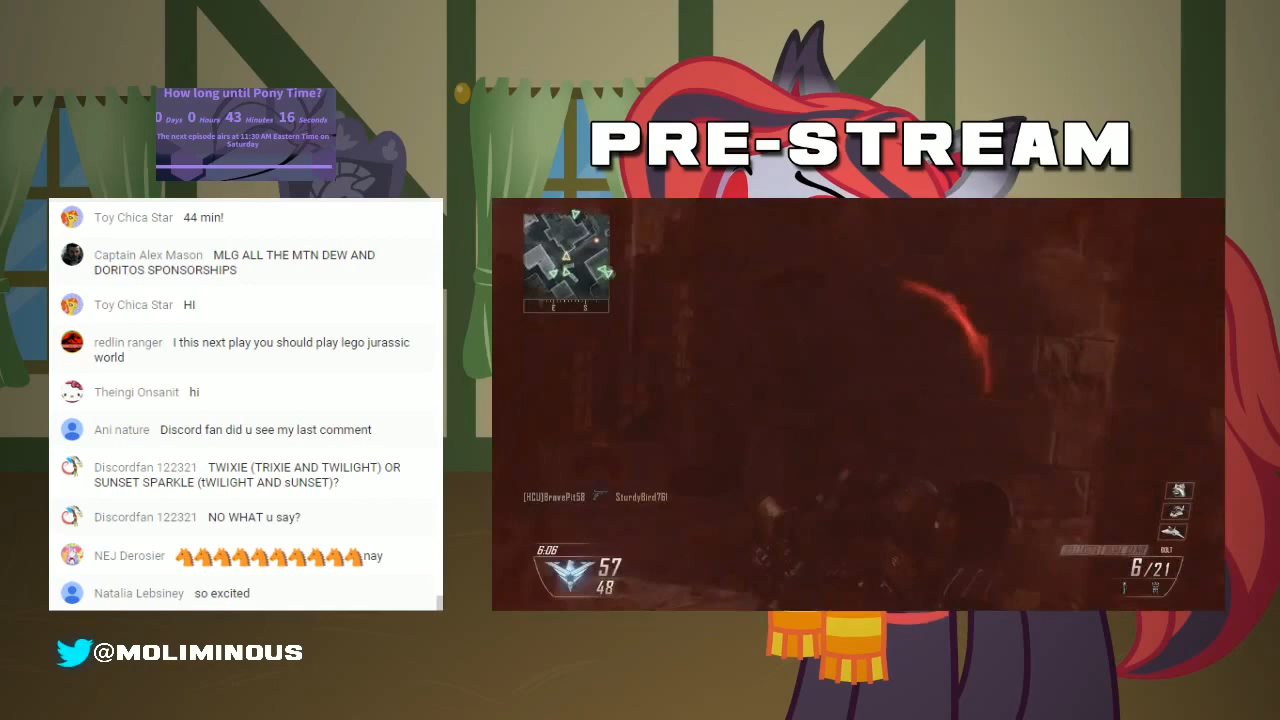 How long until Pony Time?
0 Days 0 Hours 43 Minutes 16 Seconds
The next episode airs at 11:30 AM Eastern Time on
Saturday
PRE-STREAM
Toy Chica Star 44 min!
Captain Alex Mason MLG ALL THE MTN DEW AND
DORITOS SPONSORSHIPS
Toy Chica Star HI
redlin ranger I this next play you should play lego jurassic
world
Theingi Onsanit hi
Ani nature Discord fan did u see my last comment
Discordfan 122321 TWIXIE (TRIXIE AND TWILIGHT) OR
SUNSET SPARKLE (tWILIGHT AND sUNSET)?
Discordfan 122321 NO WHAT u say?
NEJ Derosier nay
Natalia Lebsiney so excited
E S
[HCU]BravePit58 SturdyBird761
6:06
57
48
BOLT
6/21
@MOLIMINOUS